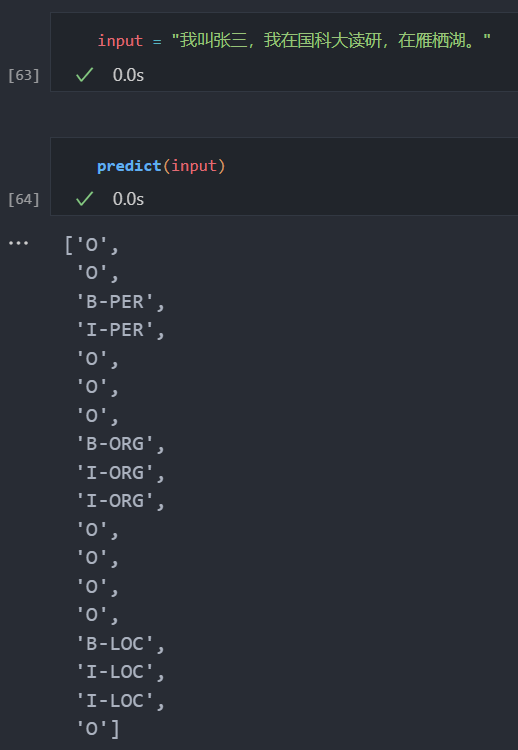 input = "我叫张三，我在国科大读研，在雁栖湖。"
[63]
✓ 0.0s
predict(input)
[64]
✓ 0.0s
... ['O',
'O',
'B-PER',
'I-PER',
'O',
'O',
'O',
'B-ORG',
'I-ORG',
'I-ORG',
'O',
'O',
'O',
'O',
'B-LOC',
'I-LOC',
'I-LOC',
'O']